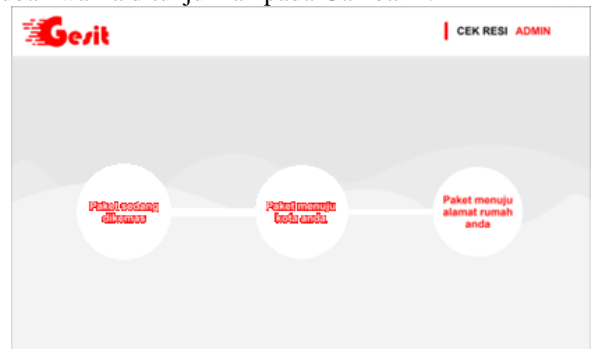 Gesit
CEK RESI ADMIN
Paket sedang
dikemas
Paket menuju
kota anda
Paket menuju
alamat rumah
anda